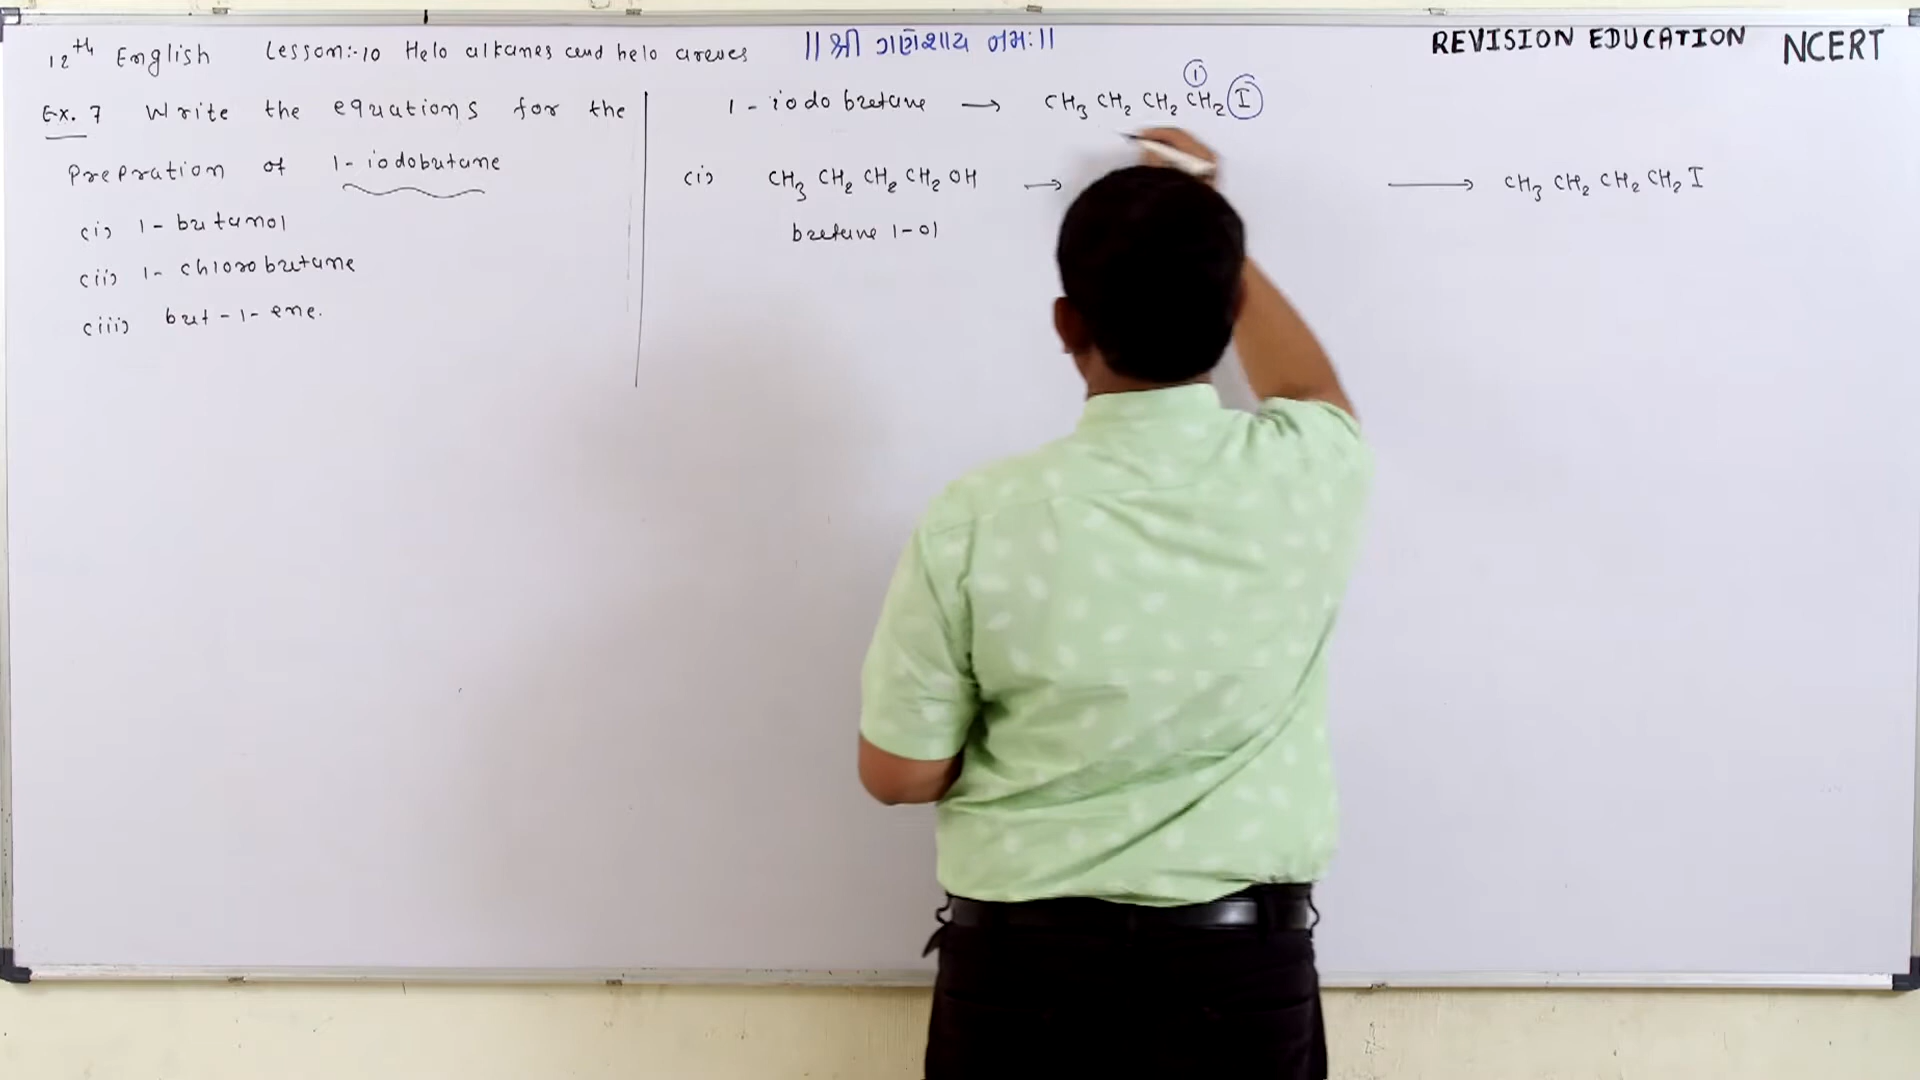 12th English Lesson:-10 Helo alkanes and helo arenes
॥ श्री गणेशाय नमः॥
REVISION EDUCATION NCERT
Ex. 7 Write the equations for the
Prepration of 1-iodobutane
(i) 1-butanol
(ii) 1-chlorobutane
(iii) but-1-ene.
1-iodo butane → CH₃ CH₂ CH₂ CH₂ I
①
(i) CH₃ CH₂ CH₂ CH₂ OH → → CH₃ CH₂ CH₂ CH₂ I
butane 1-ol